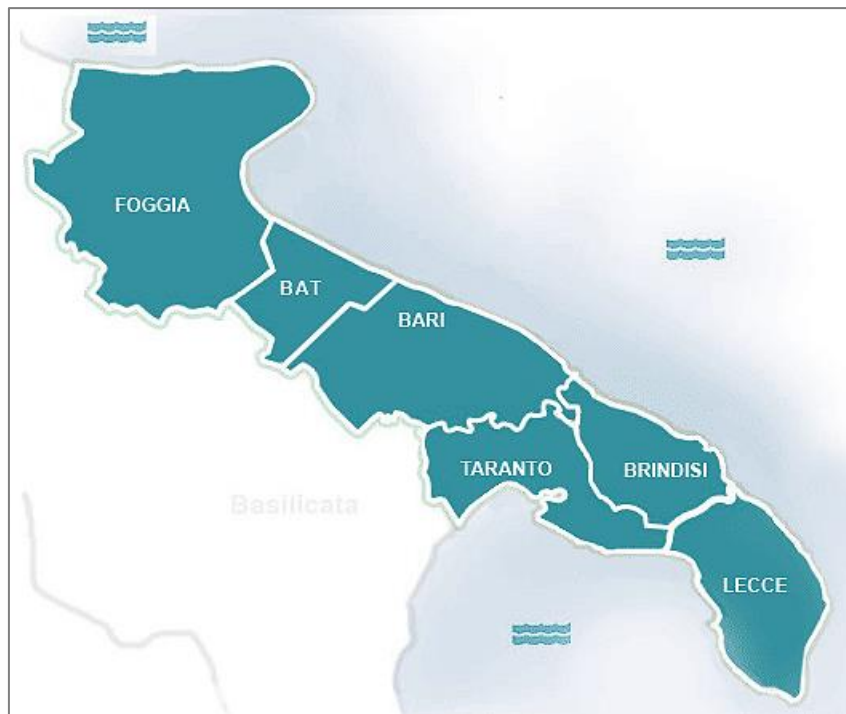 FOGGIA
BAT
BARI
TARANTO
BRINDISI
Basilicata
LECCE